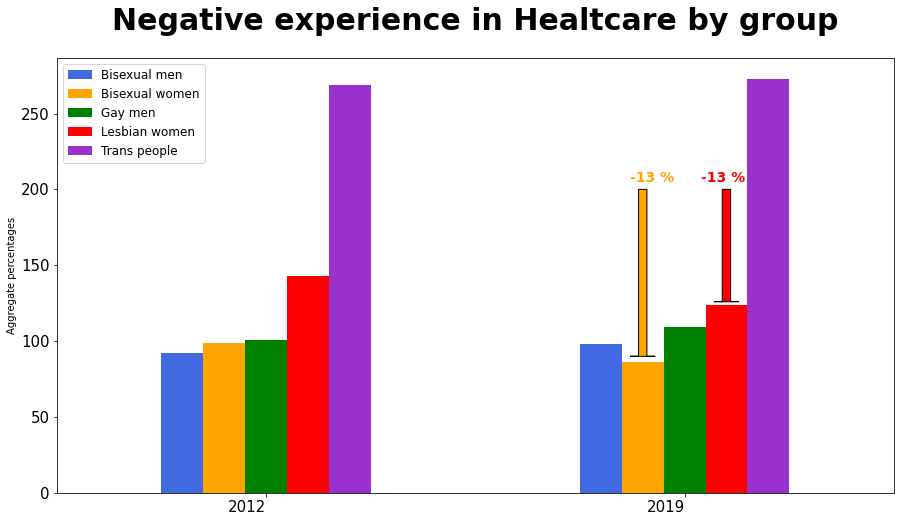 Negative experience in Healtcare by group
Bisexual men
Bisexual women
Gay men
Lesbian women
Trans people
Aggregate percentages
250
200
150
100
50
0
-13 %
-13 %
2012
2019